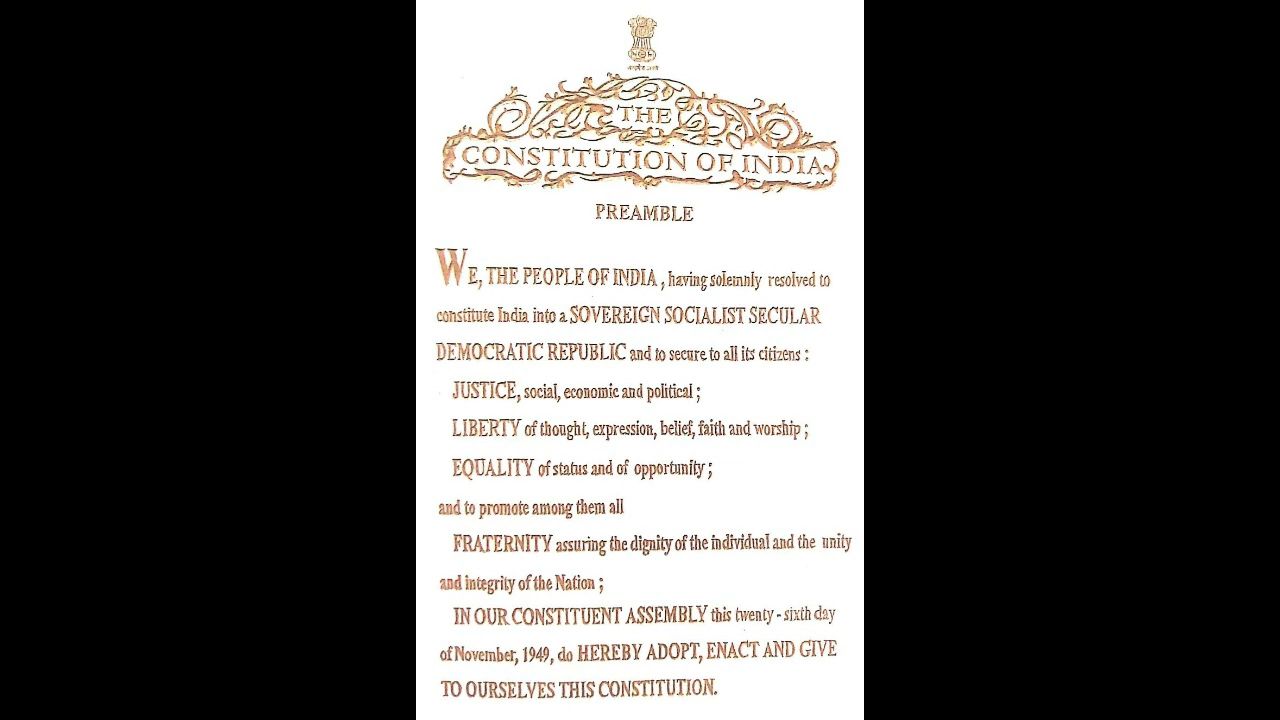 THE
CONSTITUTION OF INDIA
PREAMBLE
WE, THE PEOPLE OF INDIA , having solemnly resolved to
constitute India into a SOVEREIGN SOCIALIST SECULAR
DEMOCRATIC REPUBLIC and to secure to all its citizens :
JUSTICE, social, economic and political ;
LIBERTY of thought, expression, belief, faith and worship ;
EQUALITY of status and of opportunity ;
and to promote among them all
FRATERNITY assuring the dignity of the individual and the unity
and integrity of the Nation ;
IN OUR CONSTITUENT ASSEMBLY this twenty - sixth day
of November, 1949, do HEREBY ADOPT, ENACT AND GIVE
TO OURSELVES THIS CONSTITUTION.